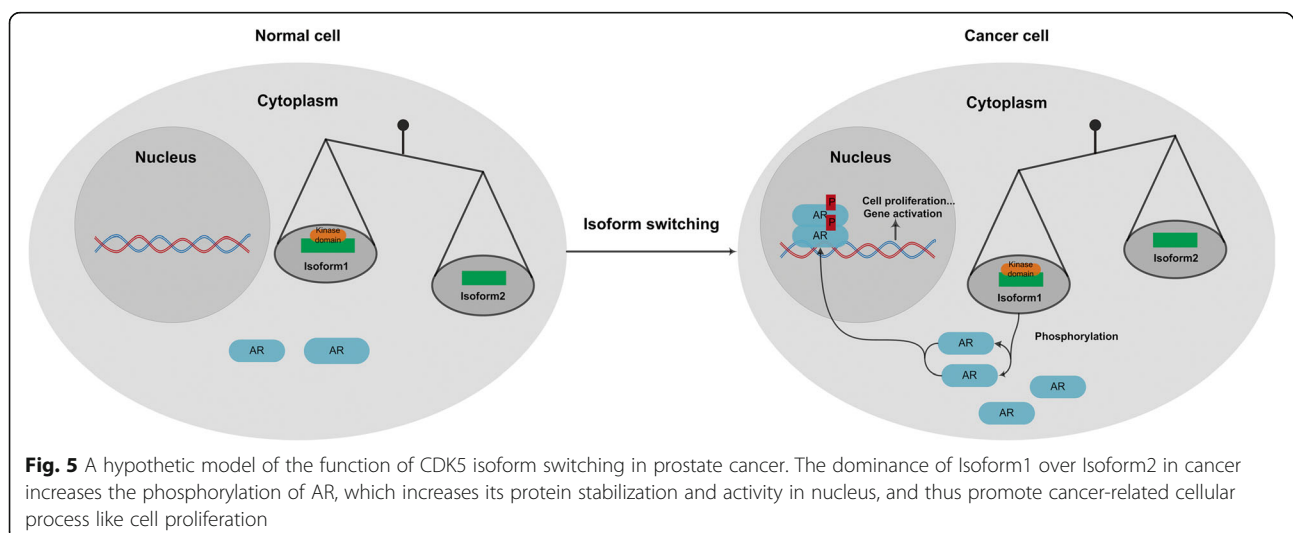 Normal cell
Cytoplasm
Nucleus
Kinase
domain
Isoform1
Isoform2
AR
AR
Isoform switching
Cancer cell
Cytoplasm
Nucleus
P
AR
P
AR
Cell proliferation...
Gene activation
Isoform2
Kinase
domain
Isoform1
Phosphorylation
AR
AR
AR
AR
Fig. 5 A hypothetic model of the function of CDK5 isoform switching in prostate cancer. The dominance of Isoform1 over Isoform2 in cancer
increases the phosphorylation of AR, which increases its protein stabilization and activity in nucleus, and thus promote cancer-related cellular
process like cell proliferation